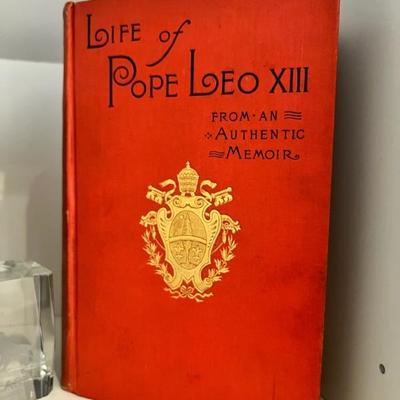 LIFE of
POPE LEO XIII
FROM·AN
AUTHENTIC
MEMOIR